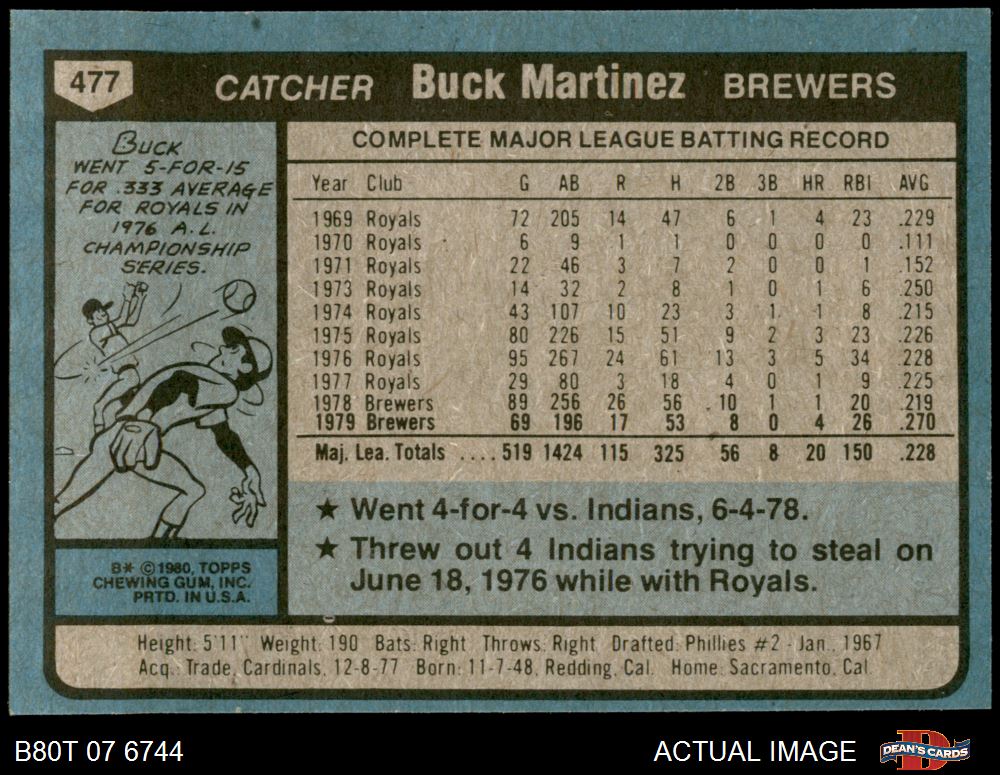 477 CATCHER Buck Martinez BREWERS
BUCK
WENT 5-FOR-15
FOR .333 AVERAGE
FOR ROYALS IN
1976 A.L.
CHAMPIONSHIP
SERIES.
B* ©1980, TOPPS
CHEWING GUM, INC.
PRTD. IN U.S.A.
COMPLETE MAJOR LEAGUE BATTING RECORD
Year Club G AB R H 2B 3B HR RBI AVG
1969 Royals 72 205 14 47 6 1 4 23 .229
1970 Royals 6 9 1 1 0 0 0 0 .111
1971 Royals 22 46 3 7 2 0 0 1 .152
1973 Royals 14 32 2 8 1 0 1 6 .250
1974 Royals 43 107 10 23 3 1 1 8 .215
1975 Royals 80 226 15 51 9 2 3 23 .226
1976 Royals 95 267 24 61 13 3 5 34 .228
1977 Royals 29 80 3 18 4 0 1 9 .225
1978 Brewers 89 256 26 56 10 1 1 20 .219
1979 Brewers 69 196 17 53 8 0 4 26 .270
Maj. Lea. Totals .... 519 1424 115 325 56 8 20 150 .228
★ Went 4-for-4 vs. Indians, 6-4-78.
★ Threw out 4 Indians trying to steal on
June 18, 1976 while with Royals.
Height: 5'11" Weight: 190 Bats: Right Throws: Right Drafted: Phillies #2 - Jan., 1967
Acq.: Trade, Cardinals, 12-8-77 Born: 11-7-48, Redding, Cal. Home: Sacramento, Cal.
B80T 07 6744 ACTUAL IMAGE DEAN'S CARDS